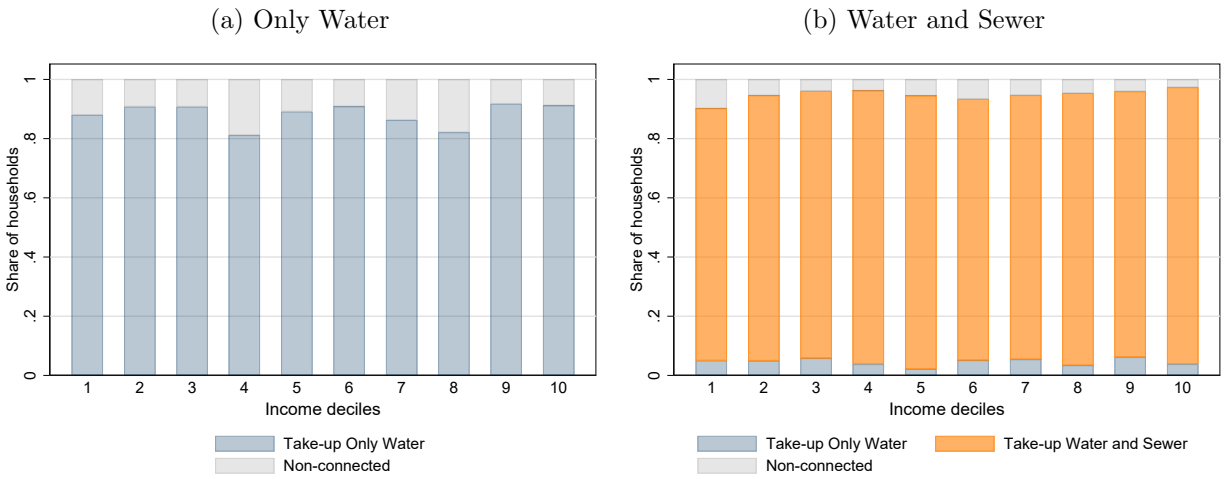 (a) Only Water
Share of households
1
.8
.6
.4
.2
0
1 2 3 4 5 6 7 8 9 10
Income deciles
Take-up Only Water
Non-connected
(b) Water and Sewer
Share of households
1
.8
.6
.4
.2
0
1 2 3 4 5 6 7 8 9 10
Income deciles
Take-up Only Water Take-up Water and Sewer
Non-connected